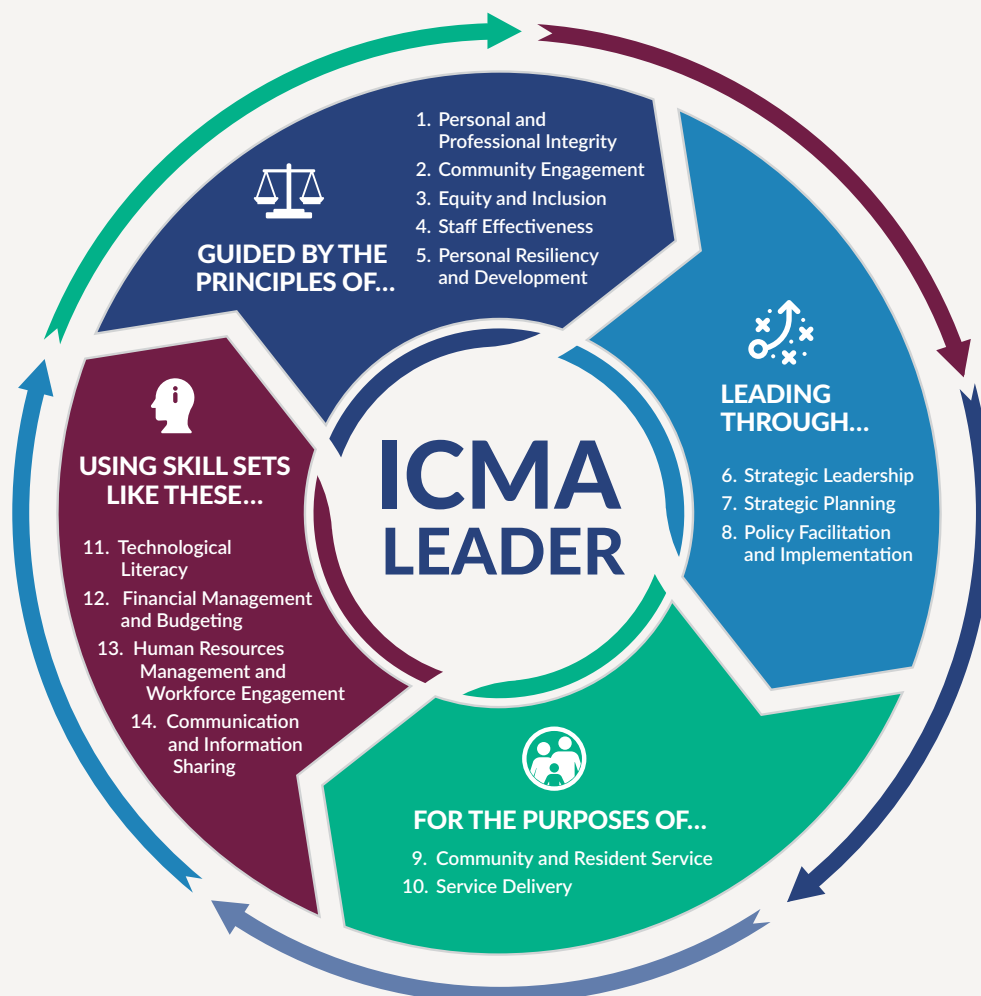 GUIDED BY THE
PRINCIPLES OF...
1. Personal and
Professional Integrity
2. Community Engagement
3. Equity and Inclusion
4. Staff Effectiveness
5. Personal Resiliency
and Development
LEADING
THROUGH...
6. Strategic Leadership
7. Strategic Planning
8. Policy Facilitation
and Implementation
FOR THE PURPOSES OF...
9. Community and Resident Service
10. Service Delivery
USING SKILL SETS
LIKE THESE...
11. Technological
Literacy
12. Financial Management
and Budgeting
13. Human Resources
Management and
Workforce Engagement
14. Communication
and Information
Sharing
ICMA
LEADER